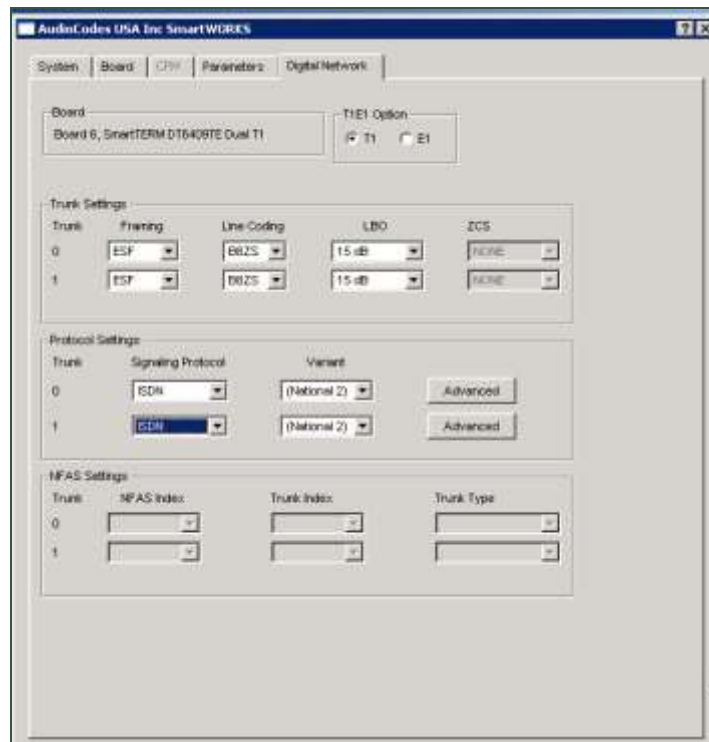 AudioCodes USA Inc SmartWORKS
System Board CPM Parameters Digital Network
Board T1E1 Option
Board 6, SmartTERM DT6409TE Dual T1 T1 E1
Trunk Settings
Trunk Framing Line Coding LBO ZCS
0 ESF B8ZS 15 dB NONE
1 ESF B8ZS 15 dB NONE
Protocol Settings
Trunk Signaling Protocol Variant
0 ISDN (National 2) Advanced
1 ISDN (National 2) Advanced
NFAS Settings
Trunk NFAS Index Trunk Index Trunk Type
0
1